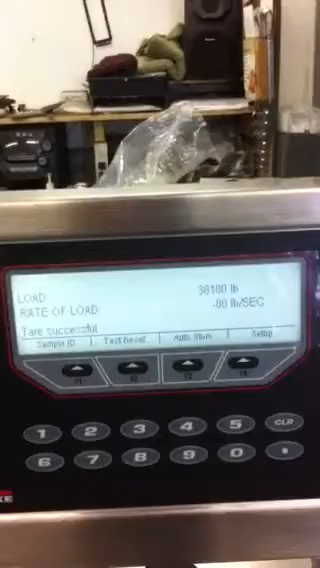 LOAD 38180 lb
RATE OF LOAD -80 lb/SEC
Tare successful
Sample ID Test Reset Auto Store Setup
F1 F2 F3 F4
1 2 3 4 5 CLR
6 7 8 9 0 .